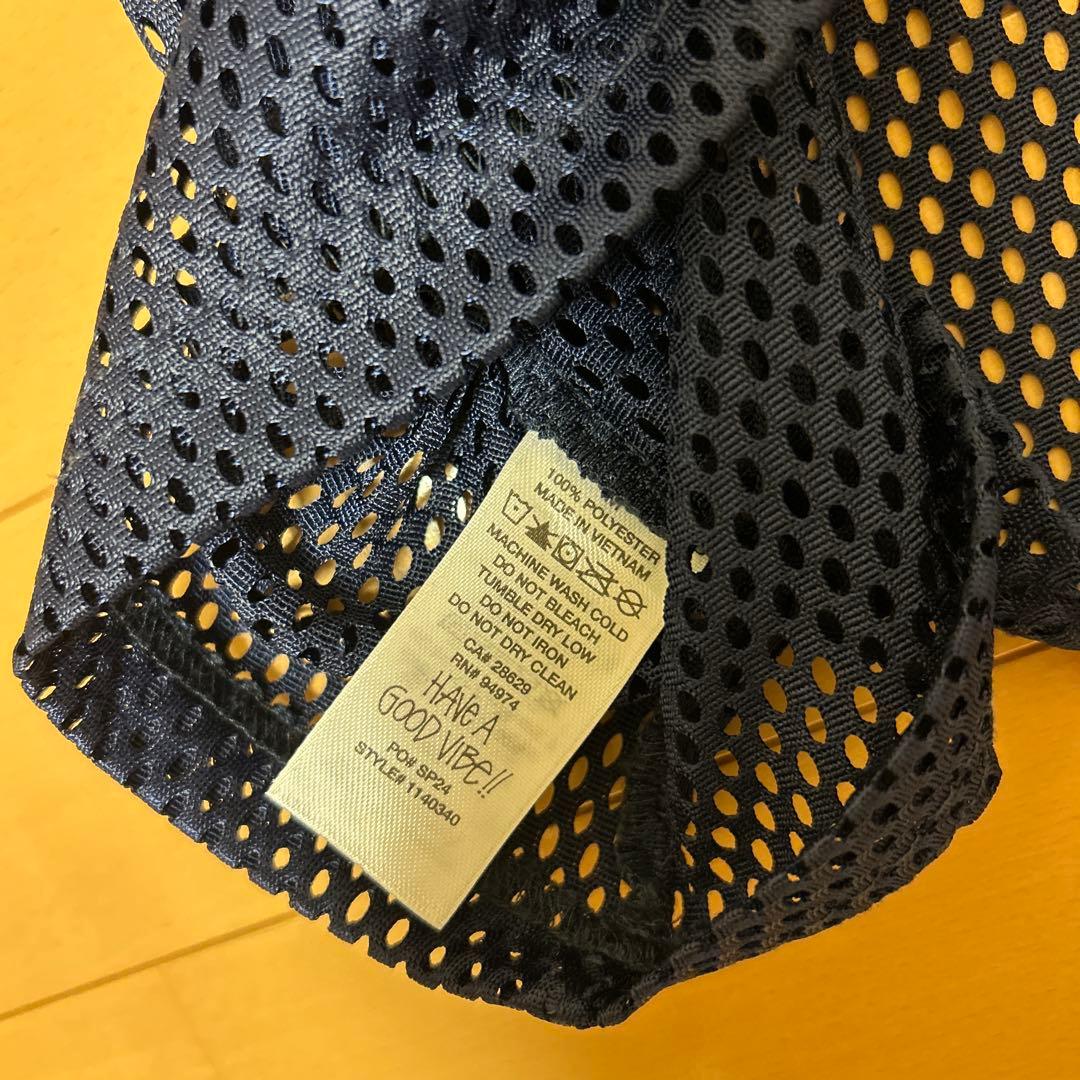 100% POLYESTER
MADE IN VIETNAM
MACHINE WASH COLD
DO NOT BLEACH
TUMBLE DRY LOW
DO NOT IRON
DO NOT DRY CLEAN
CA# 28629
RN# 94974
HAVE A
GOOD VIBE!!
PO# SP24
STYLE# 1140340